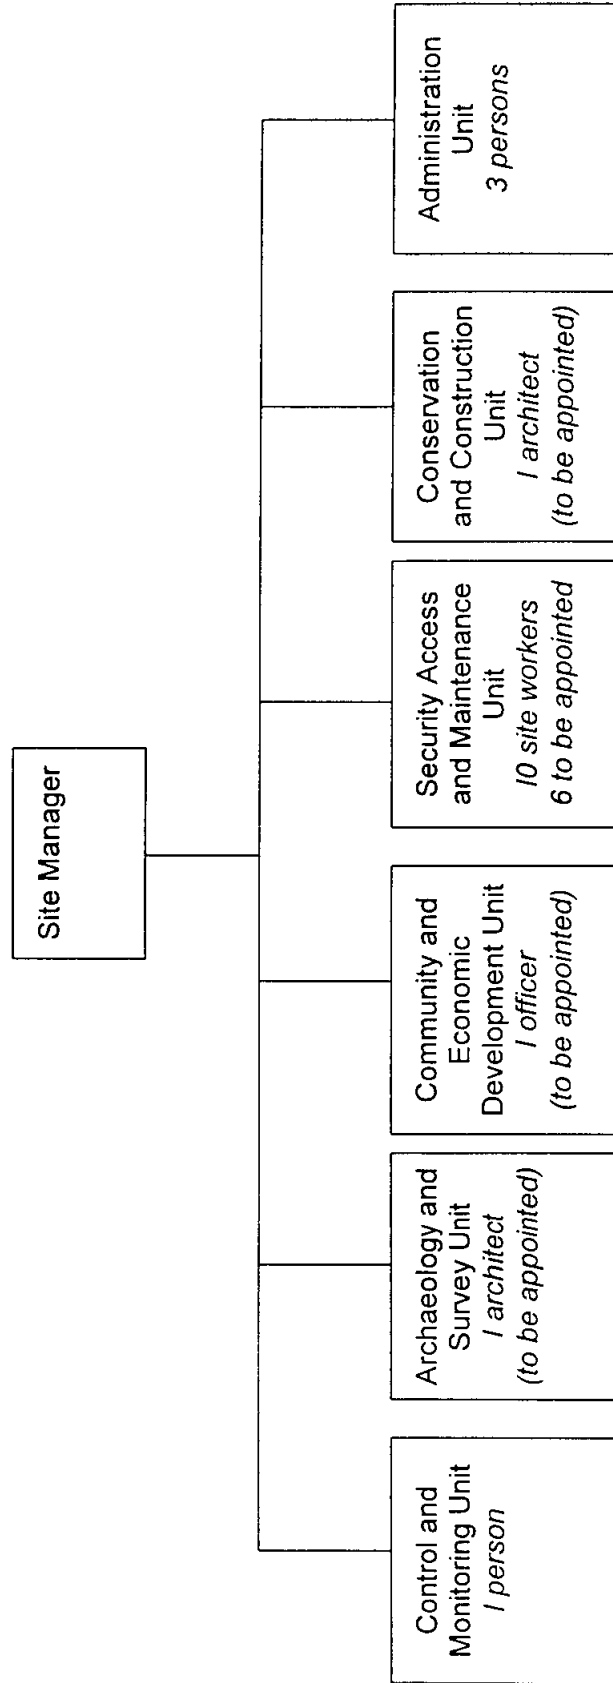 Site Manager
Control and
Monitoring Unit
I person
Archaeology and
Survey Unit
I architect
(to be appointed)
Community and
Economic
Development Unit
I officer
(to be appointed)
Security Access
and Maintenance
Unit
I0 site workers
6 to be appointed
Conservation
and Construction
Unit
I architect
(to be appointed)
Administration
Unit
3 persons